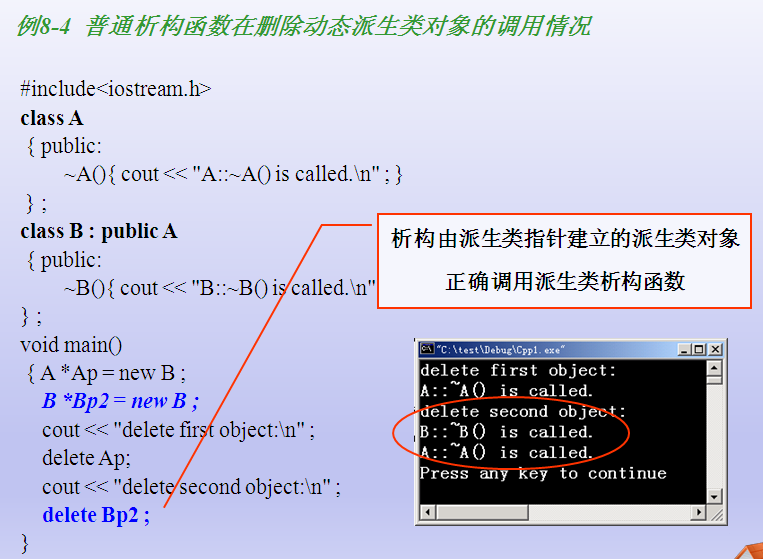 例8-4 普通析构函数在删除动态派生类对象的调用情况
#include<iostream.h>
class A
{ public:
~A(){ cout << "A::~A() is called.\n" ; }
} ;
class B : public A
{ public:
~B(){ cout << "B::~B() is called.\n"
} ;
void main()
{ A *Ap = new B ;
B *Bp2 = new B ;
cout << "delete first object:\n" ;
delete Ap;
cout << "delete second object:\n" ;
delete Bp2 ;
}
析构由派生类指针建立的派生类对象
正确调用派生类析构函数
"C:\test\Debug\Cpp1.exe"
delete first object:
A::~A() is called.
delete second object:
B::~B() is called.
A::~A() is called.
Press any key to continue